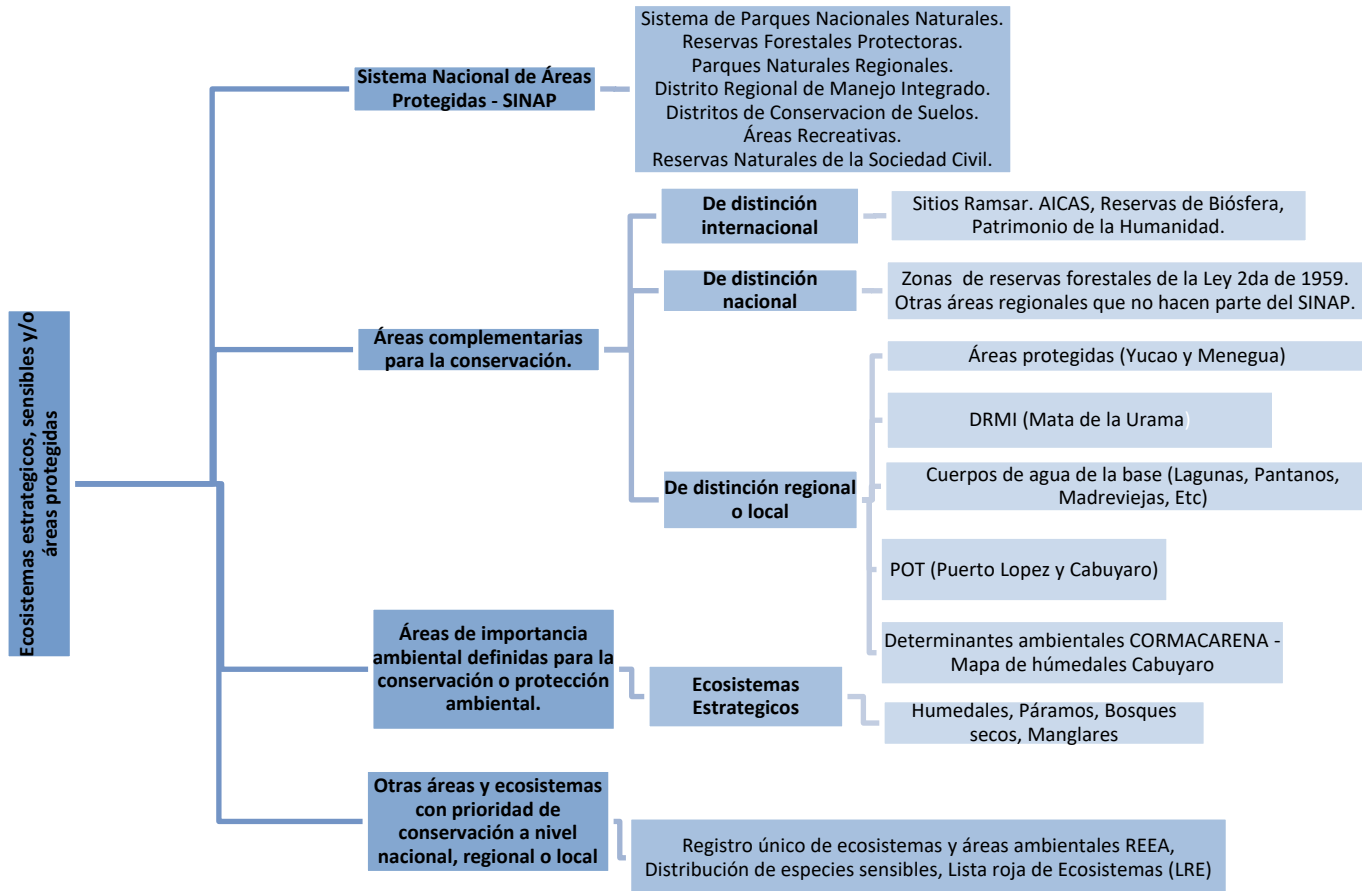 Ecosistemas estrategicos, sensibles y/o
áreas protegidas
Sistema Nacional de Áreas
Protegidas - SINAP
Sistema de Parques Nacionales Naturales.
Reservas Forestales Protectoras.
Parques Naturales Regionales.
Distrito Regional de Manejo Integrado.
Distritos de Conservacion de Suelos.
Áreas Recreativas.
Reservas Naturales de la Sociedad Civil.
Áreas complementarias
para la conservación.
De distinción
internacional
Sitios Ramsar. AICAS, Reservas de Biósfera,
Patrimonio de la Humanidad.
De distinción
nacional
Zonas de reservas forestales de la Ley 2da de 1959.
Otras áreas regionales que no hacen parte del SINAP.
De distinción regional
o local
Áreas protegidas (Yucao y Menegua)
DRMI (Mata de la Urama)
Cuerpos de agua de la base (Lagunas, Pantanos,
Madreviejas, Etc)
POT (Puerto Lopez y Cabuyaro)
Determinantes ambientales CORMACARENA -
Mapa de húmedales Cabuyaro
Áreas de importancia
ambiental definidas para la
conservación o protección
ambiental.
Ecosistemas
Estrategicos
Humedales, Páramos, Bosques
secos, Manglares
Otras áreas y ecosistemas
con prioridad de
conservación a nivel
nacional, regional o local
Registro único de ecosistemas y áreas ambientales REEA,
Distribución de especies sensibles, Lista roja de Ecosistemas (LRE)